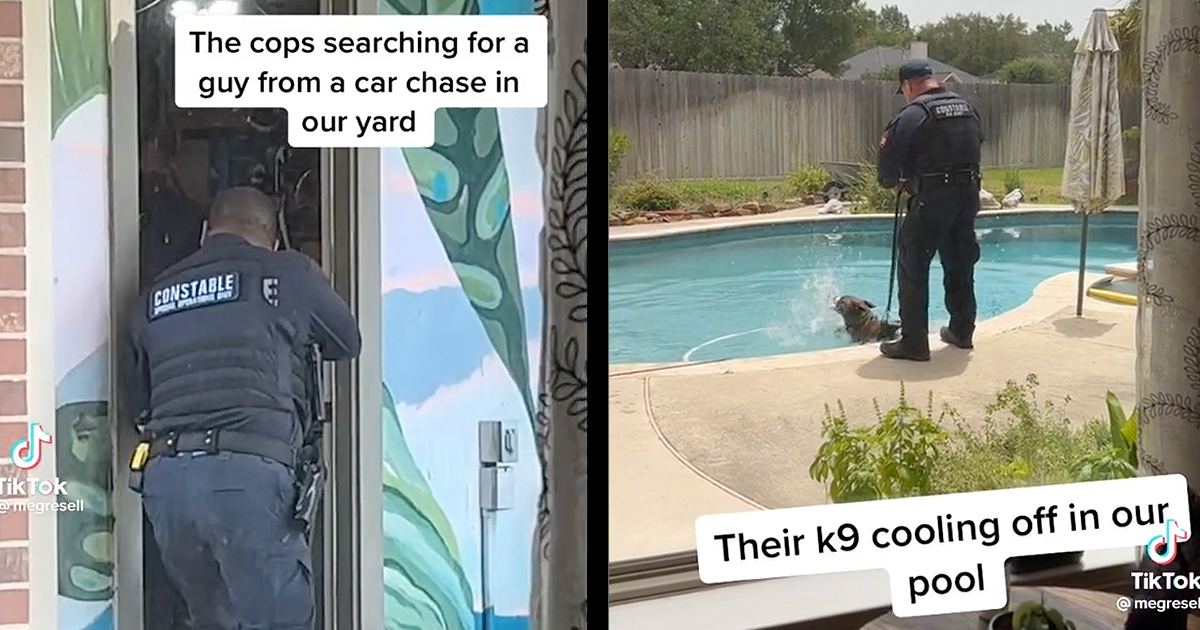 The cops searching for a
guy from a car chase in
our yard
CONSTABLE
TikTok
@megresell
CONSTABLE
Their k9 cooling off in our
pool
TikTok
@megresell